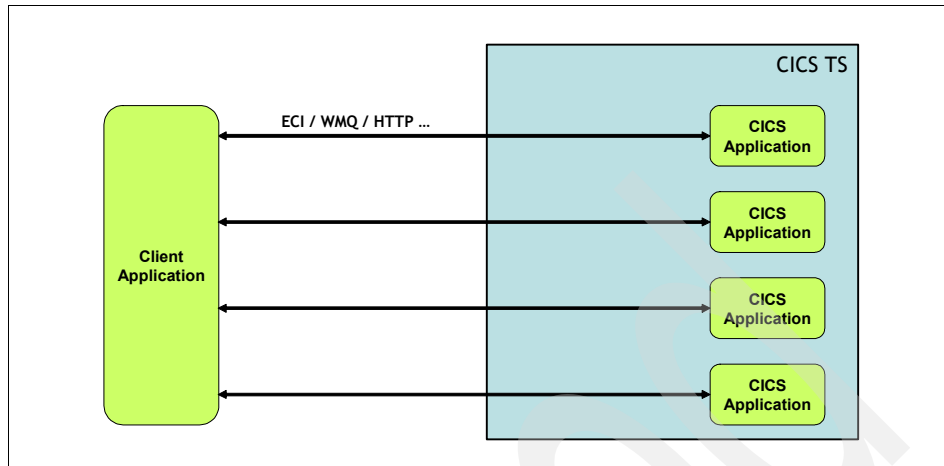 CICS TS
ECI / WMQ / HTTP ...
Client
Application
CICS
Application
CICS
Application
CICS
Application
CICS
Application